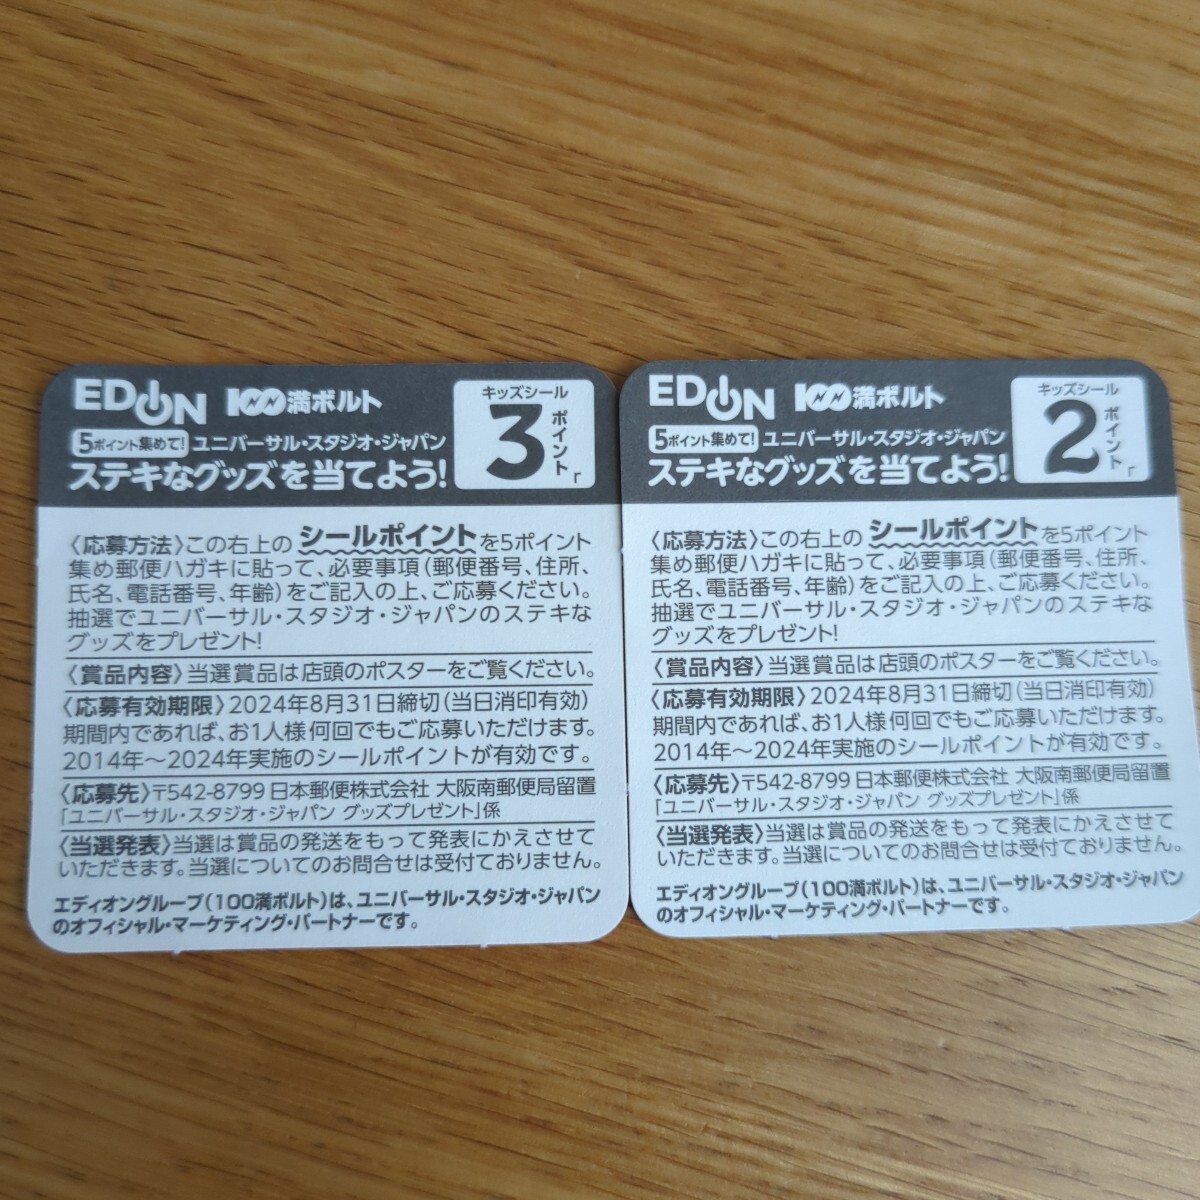 EDION 100満ボルト
5ポイント集めて! ユニバーサル・スタジオ・ジャパン
ステキなグッズを当てよう!
キッズシール
3ポイント
「
〈応募方法〉この右上の シールポイント を5ポイント
集め郵便ハガキに貼って、必要事項(郵便番号、住所、
氏名、電話番号、年齢)をご記入の上、ご応募ください。
抽選でユニバーサル・スタジオ・ジャパンのステキな
グッズをプレゼント!
〈賞品内容〉当選賞品は店頭のポスターをご覧ください。
〈応募有効期限〉2024年8月31日締切(当日消印有効)
期間内であれば、お1人様何回でもご応募いただけます。
2014年～2024年実施のシールポイントが有効です。
〈応募先〉〒542-8799 日本郵便株式会社 大阪南郵便局留置
「ユニバーサル・スタジオ・ジャパン グッズプレゼント」係
〈当選発表〉当選は賞品の発送をもって発表にかえさせて
いただきます。当選についてのお問合せは受付ておりません。
エディオングループ(100満ボルト)は、ユニバーサル・スタジオ・ジャパン
のオフィシャル・マーケティング・パートナーです。
EDION 100満ボルト
5ポイント集めて! ユニバーサル・スタジオ・ジャパン
ステキなグッズを当てよう!
キッズシール
2ポイント
「
〈応募方法〉この右上の シールポイント を5ポイント
集め郵便ハガキに貼って、必要事項(郵便番号、住所、
氏名、電話番号、年齢)をご記入の上、ご応募ください。
抽選でユニバーサル・スタジオ・ジャパンのステキな
グッズをプレゼント!
〈賞品内容〉当選賞品は店頭のポスターをご覧ください。
〈応募有効期限〉2024年8月31日締切(当日消印有効)
期間内であれば、お1人様何回でもご応募いただけます。
2014年～2024年実施のシールポイントが有効です。
〈応募先〉〒542-8799 日本郵便株式会社 大阪南郵便局留置
「ユニバーサル・スタジオ・ジャパン グッズプレゼント」係
〈当選発表〉当選は賞品の発送をもって発表にかえさせて
いただきます。当選についてのお問合せは受付ておりません。
エディオングループ(100満ボルト)は、ユニバーサル・スタジオ・ジャパン
のオフィシャル・マーケティング・パートナーです。